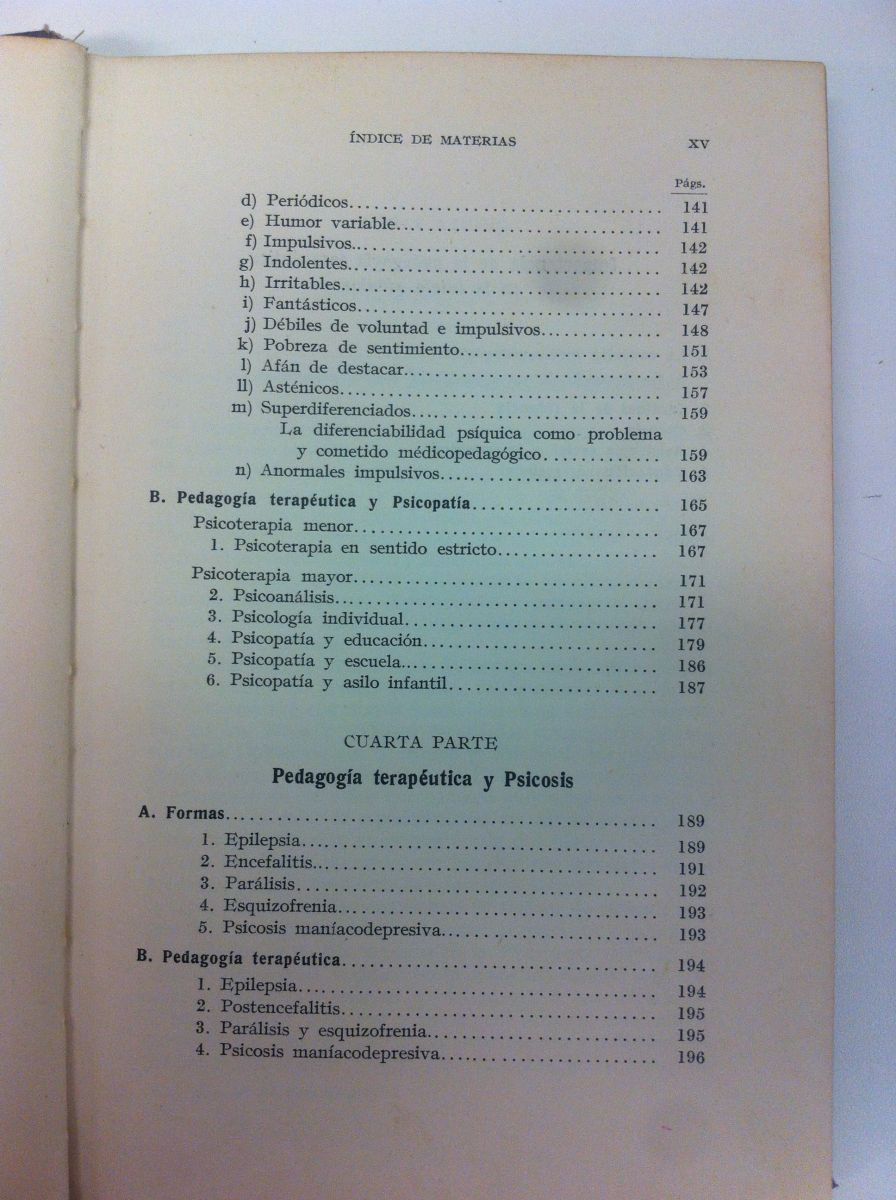 ÍNDICE DE MATERIAS XV
Págs.
d) Periódicos 141
e) Humor variable 141
f) Impulsivos 142
g) Indolentes 142
h) Irritables 142
i) Fantásticos 147
j) Débiles de voluntad e impulsivos 148
k) Pobreza de sentimiento 151
l) Afán de destacar 153
ll) Asténicos 157
m) Superdiferenciados 159
La diferenciabilidad psíquica como problema
y cometido médicopedagógico 159
n) Anormales impulsivos 163
B. Pedagogía terapéutica y Psicopatía 165
Psicoterapia menor 167
1. Psicoterapia en sentido estricto 167
Psicoterapia mayor 171
2. Psicoanálisis 171
3. Psicología individual 177
4. Psicopatía y educación 179
5. Psicopatía y escuela 186
6. Psicopatía y asilo infantil 187
CUARTA PARTE
Pedagogía terapéutica y Psicosis
A. Formas 189
1. Epilepsia 189
2. Encefalitis 191
3. Parálisis 192
4. Esquizofrenia 193
5. Psicosis maníacodepresiva 193
B. Pedagogía terapéutica 194
1. Epilepsia 194
2. Postencefalitis 195
3. Parálisis y esquizofrenia 195
4. Psicosis maníacodepresiva 196